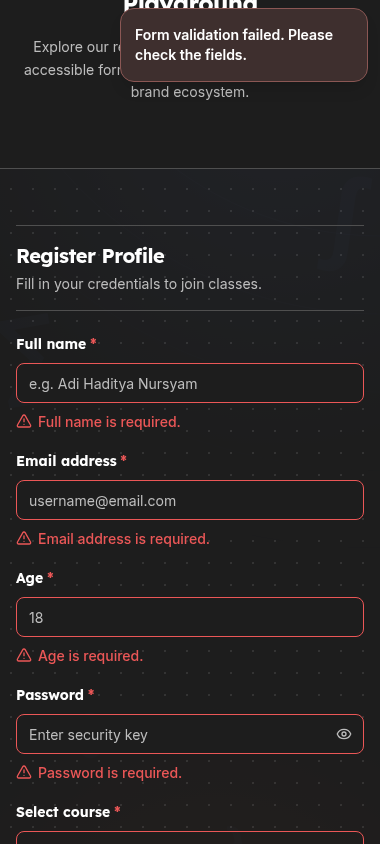 Playground
Form validation failed. Please
check the fields.
Explore our
accessible
brand ecosystem.
Register Profile
Fill in your credentials to join classes.
Full name *
e.g. Adi Haditya Nursyam
Full name is required.
Email address *
username@email.com
Email address is required.
Age *
18
Age is required.
Password *
Enter security key
Password is required.
Select course *